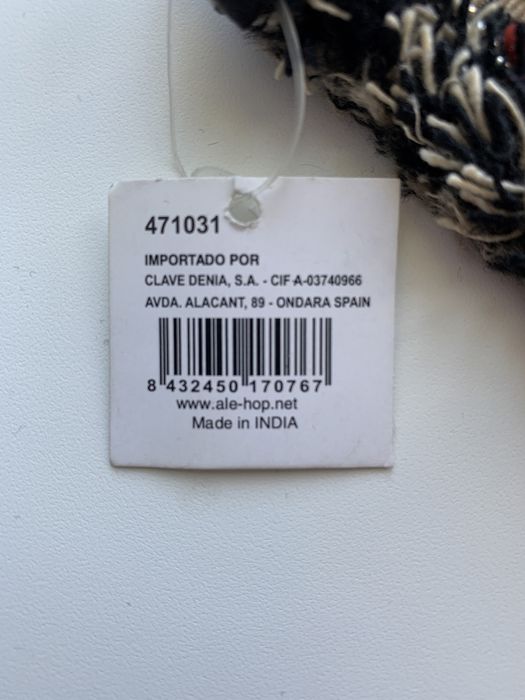 471031
IMPORTADO POR
CLAVE DENIA, S.A. - CIF A-03740966
AVDA. ALACANT, 89 - ONDARA SPAIN
8 432450 170767
www.ale-hop.net
Made in INDIA